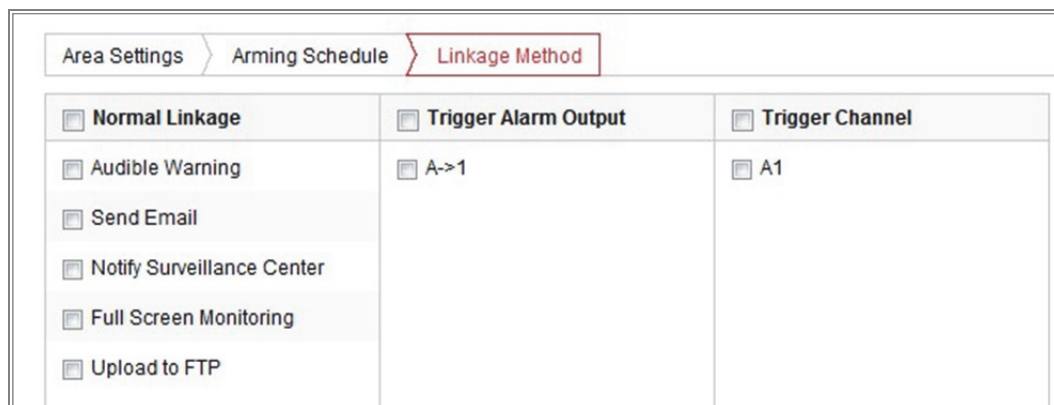 Area Settings Arming Schedule Linkage Method
Normal Linkage Trigger Alarm Output Trigger Channel
Audible Warning A->1 A1
Send Email
Notify Surveillance Center
Full Screen Monitoring
Upload to FTP